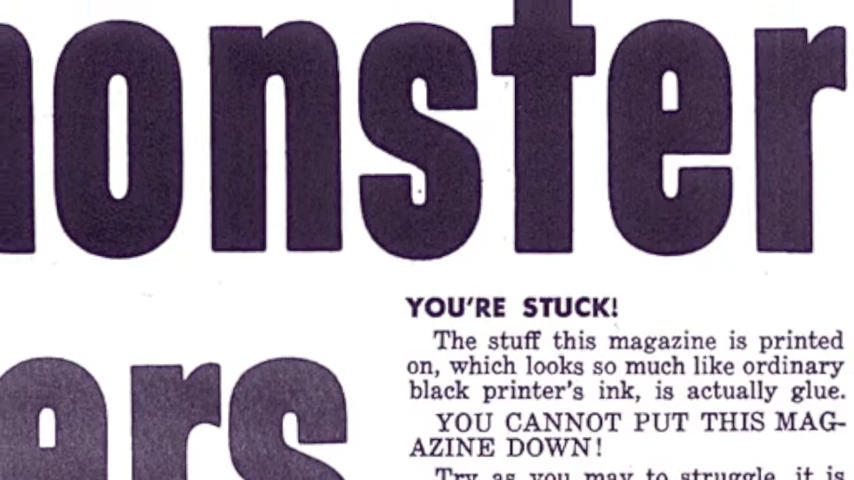 monster
YOU'RE STUCK!
The stuff this magazine is printed
on, which looks so much like ordinary
black printer's ink, is actually glue.
YOU CANNOT PUT THIS MAG-
AZINE DOWN!
Try as you may to struggle, it is
ers